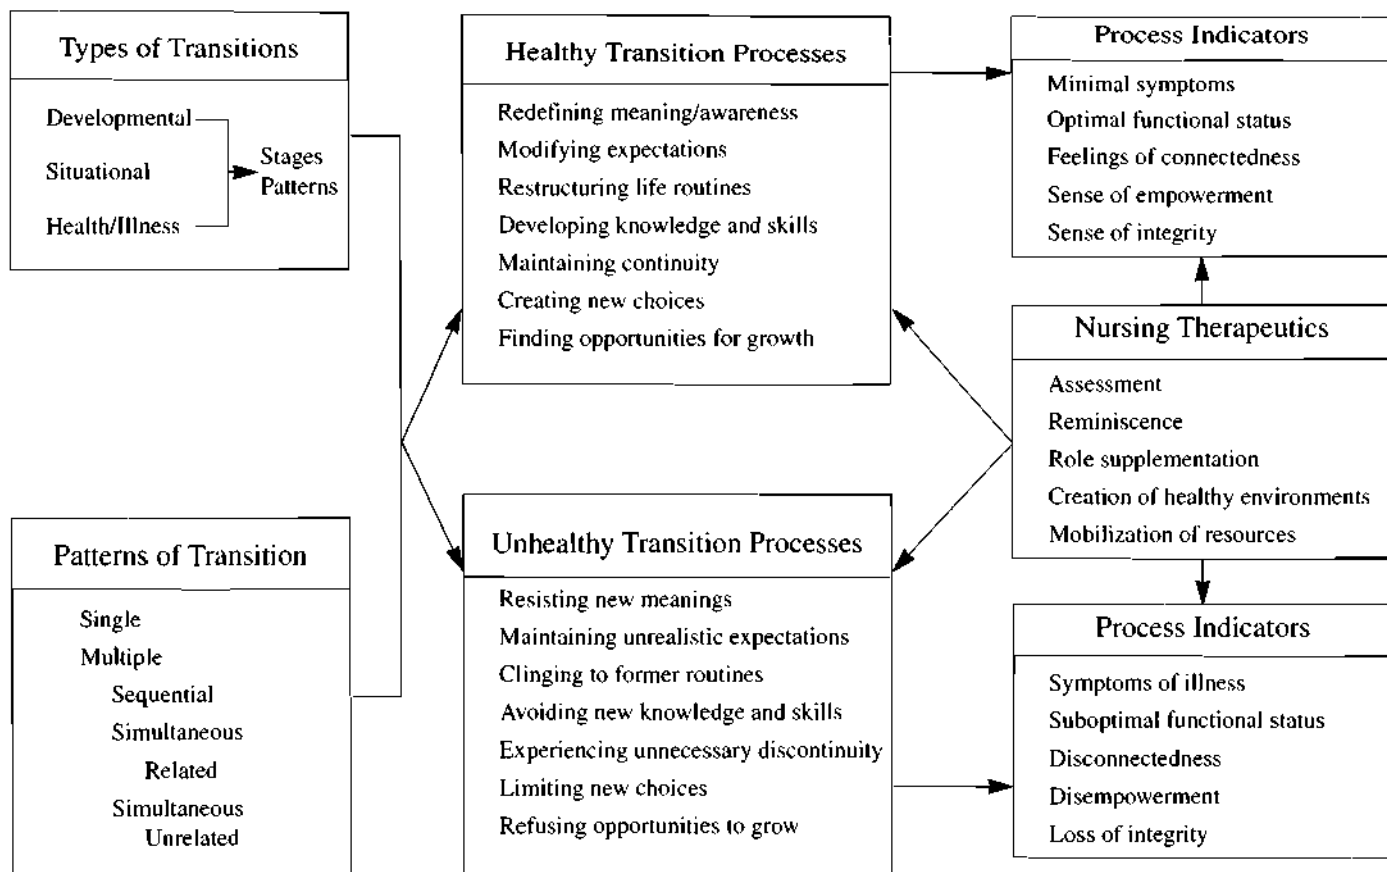 Types of Transitions
Developmental
Situational
Health/Illness
Stages
Patterns
Patterns of Transition
Single
Multiple
Sequential
Simultaneous
Related
Simultaneous
Unrelated
Healthy Transition Processes
Redefining meaning/awareness
Modifying expectations
Restructuring life routines
Developing knowledge and skills
Maintaining continuity
Creating new choices
Finding opportunities for growth
Unhealthy Transition Processes
Resisting new meanings
Maintaining unrealistic expectations
Clinging to former routines
Avoiding new knowledge and skills
Experiencing unnecessary discontinuity
Limiting new choices
Refusing opportunities to grow
Process Indicators
Minimal symptoms
Optimal functional status
Feelings of connectedness
Sense of empowerment
Sense of integrity
Nursing Therapeutics
Assessment
Reminiscence
Role supplementation
Creation of healthy environments
Mobilization of resources
Process Indicators
Symptoms of illness
Suboptimal functional status
Disconnectedness
Disempowerment
Loss of integrity